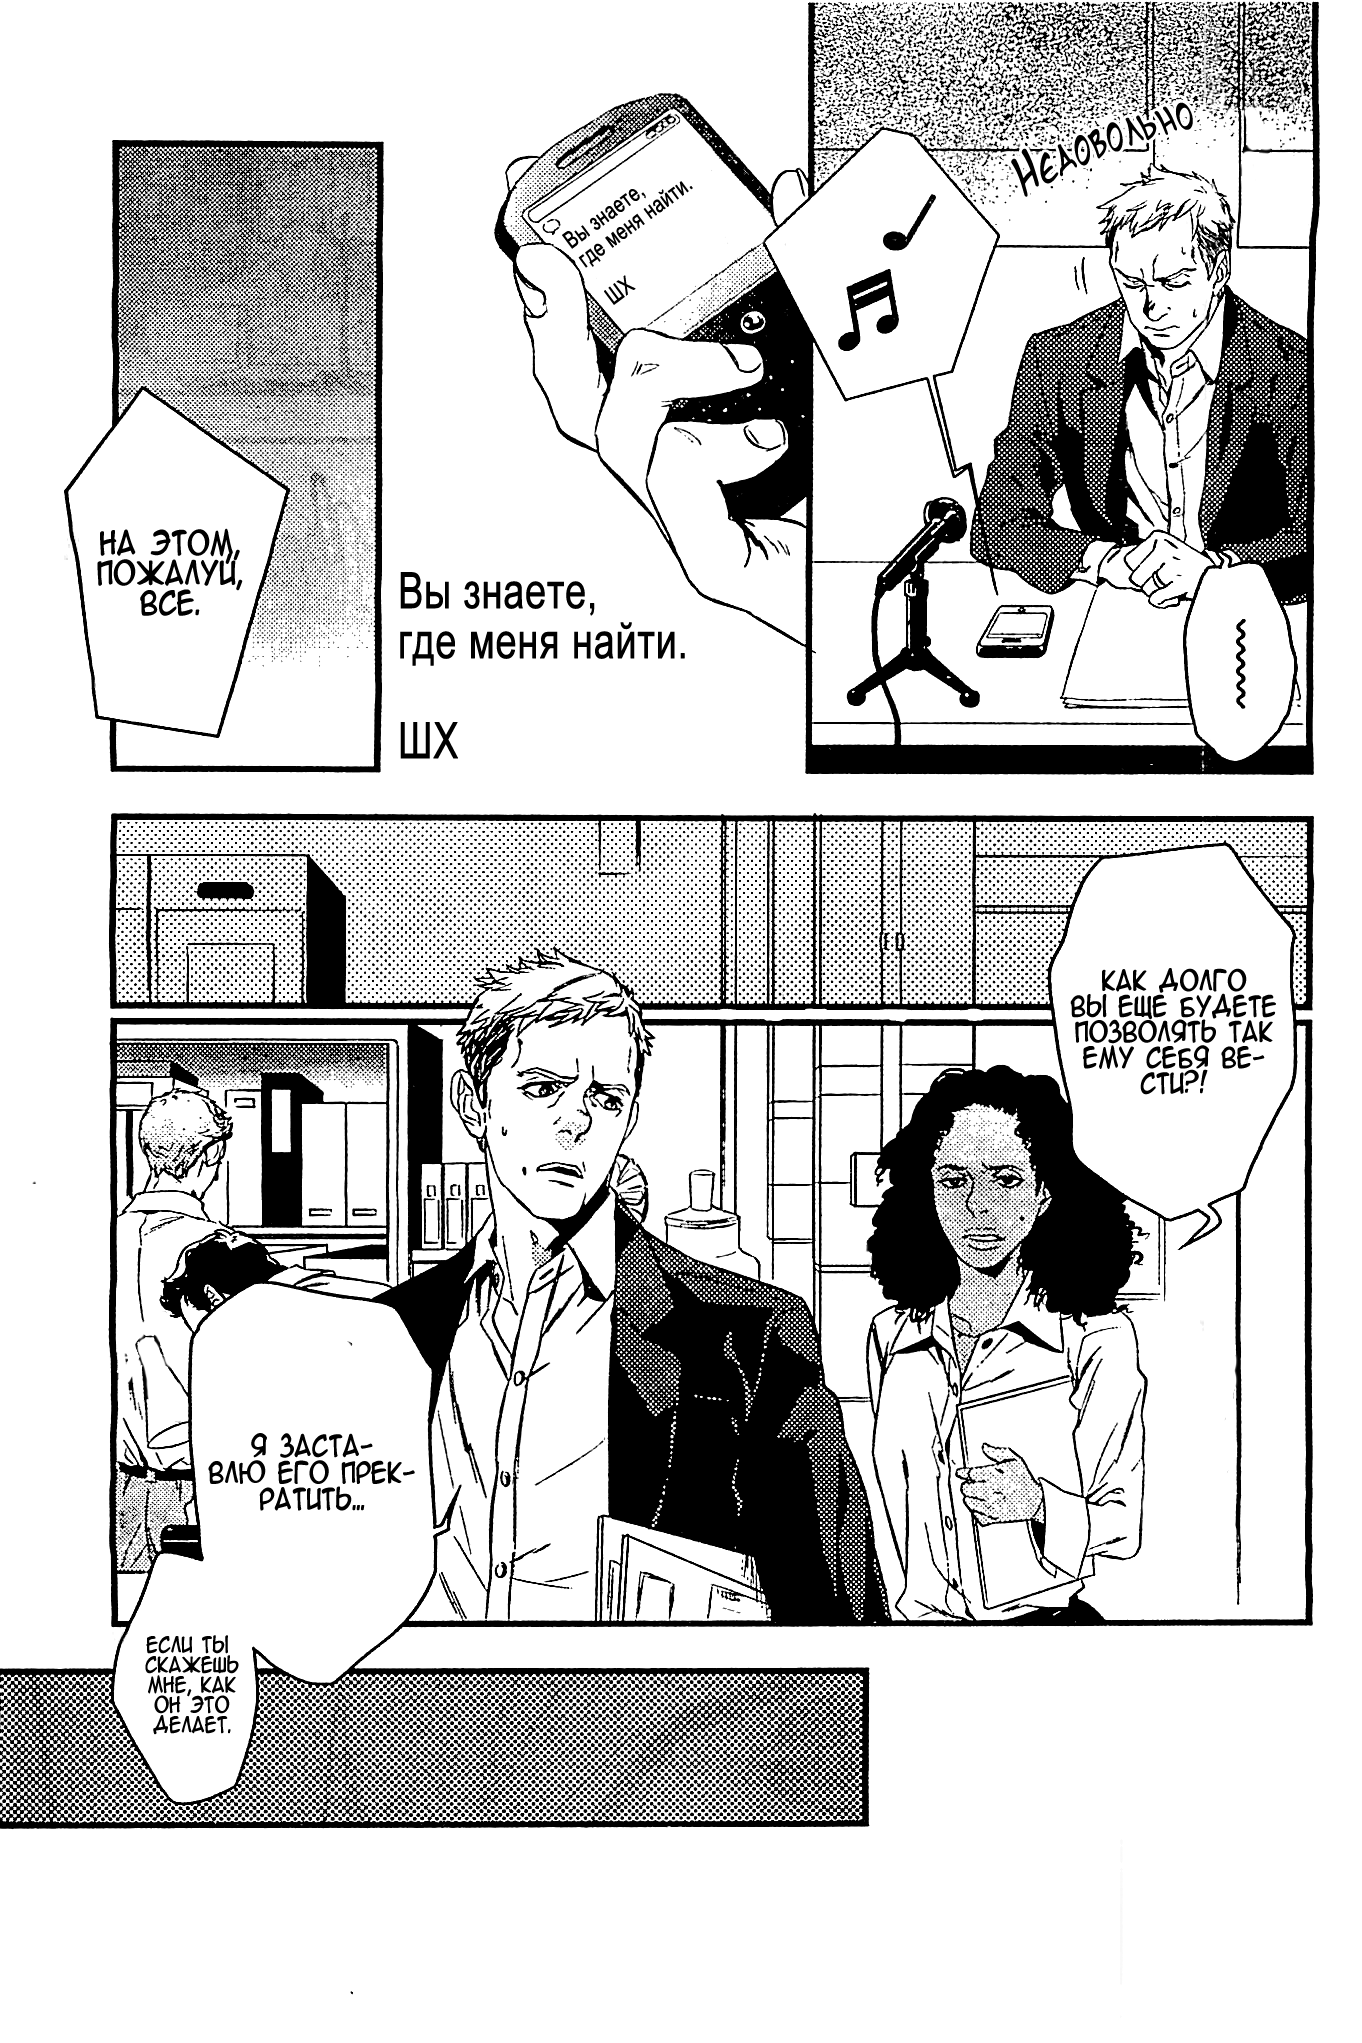 Недовольно
Вы знаете,
где меня найти.
ШХ
Вы знаете,
где меня найти.
ШХ
НА ЭТОМ,
ПОЖАЛУЙ,
ВСЕ.
КАК ДОЛГО
ВЫ ЕЩЕ БУДЕТЕ
ПОЗВОЛЯТЬ ТАК
ЕМУ СЕБЯ ВЕ-
СТИ?!
Я ЗАСТА-
ВЛЮ ЕГО ПРЕК-
РАТИТЬ...
ЕСЛИ ТЫ
СКАЖЕШЬ
МНЕ, КАК
ОН ЭТО
ДЕЛАЕТ.